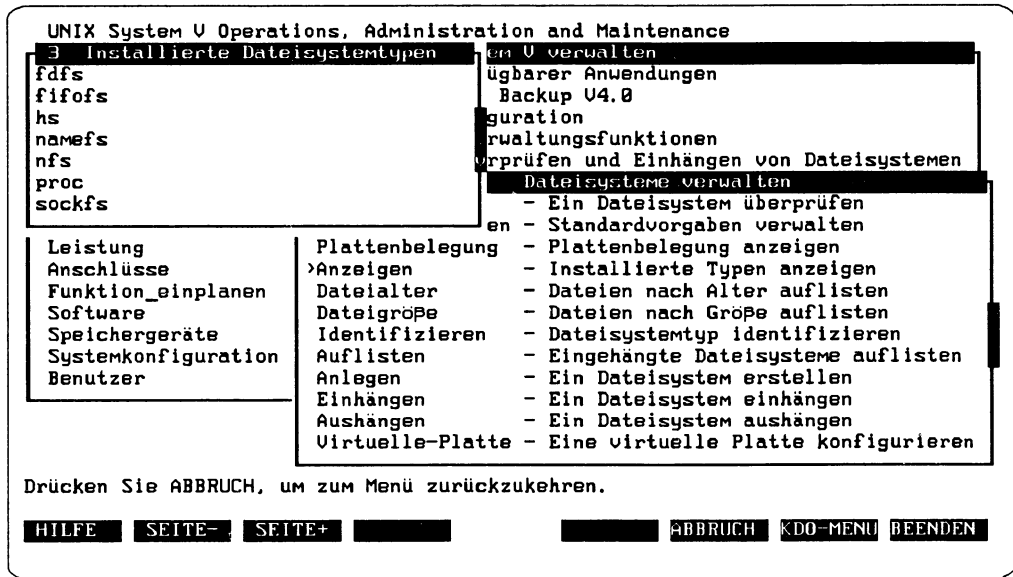 UNIX System V Operations, Administration and Maintenance
3 Installierte Dateisystemtypen
em V verwalten
fdfs
ügbarer Anwendungen
fifofs
Backup V4.0
hs
guration
namefs
rwaltungsfunktionen
nfs
rprüfen und Einhängen von Dateisystemen
proc
Dateisysteme verwalten
sockfs
- Ein Dateisystem überprüfen
en - Standardvorgaben verwalten
Leistung
Plattenbelegung - Plattenbelegung anzeigen
Anschlüsse
>Anzeigen - Installierte Typen anzeigen
Funktion_einplanen
Dateialter - Dateien nach Alter auflisten
Software
Dateigröße - Dateien nach Größe auflisten
Speichergeräte
Identifizieren - Dateisystemtyp identifizieren
Systemkonfiguration
Auflisten - Eingehängte Dateisysteme auflisten
Benutzer
Anlegen - Ein Dateisystem erstellen
Einhängen - Ein Dateisystem einhängen
Aushängen - Ein Dateisystem aushängen
Virtuelle-Platte - Eine virtuelle Platte konfigurieren
Drücken Sie ABBRUCH, um zum Menü zurückzukehren.
HILFE SEITE- SEITE+ ABBRUCH KDO-MENU BEENDEN